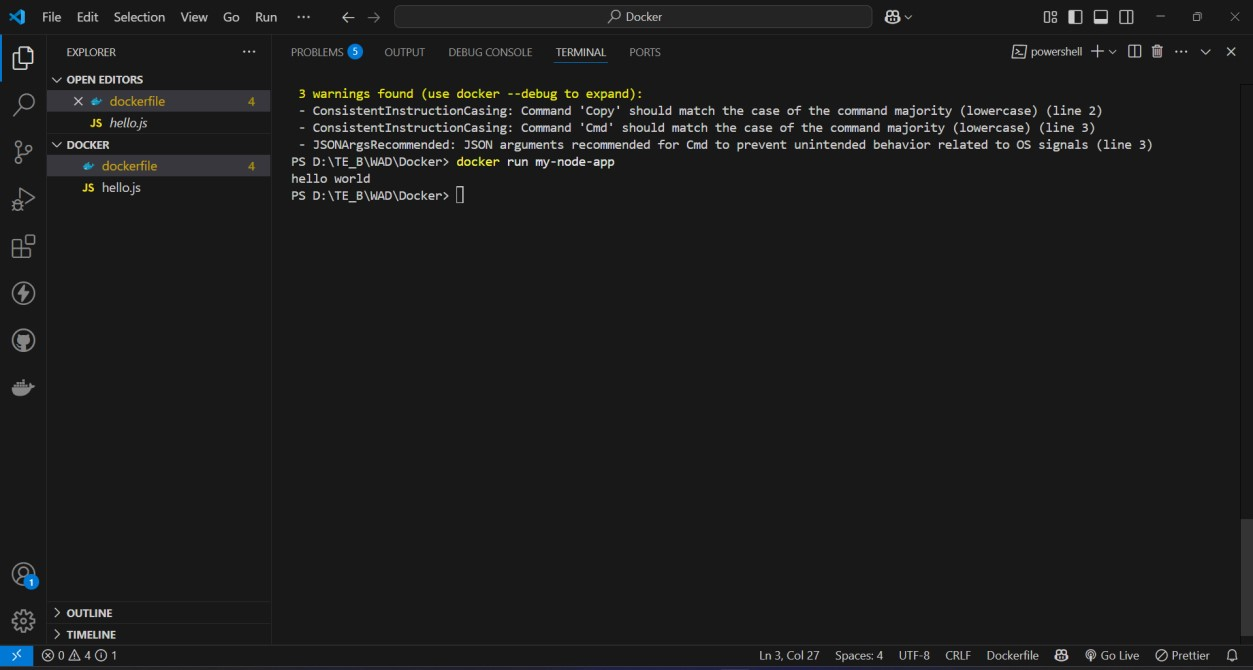 File Edit Selection View Go Run ··· Docker
EXPLORER ···
OPEN EDITORS
dockerfile 4
JS hello.js
DOCKER
dockerfile 4
JS hello.js
OUTLINE
TIMELINE
PROBLEMS 5 OUTPUT DEBUG CONSOLE TERMINAL PORTS powershell ···
3 warnings found (use docker --debug to expand):
- ConsistentInstructionCasing: Command 'Copy' should match the case of the command majority (lowercase) (line 2)
- ConsistentInstructionCasing: Command 'Cmd' should match the case of the command majority (lowercase) (line 3)
- JSONArgsRecommended: JSON arguments recommended for Cmd to prevent unintended behavior related to OS signals (line 3)
PS D:\TE_B\WAD\Docker> docker run my-node-app
hello world
PS D:\TE_B\WAD\Docker>
1
0 4 1 Ln 3, Col 27 Spaces: 4 UTF-8 CRLF Dockerfile Go Live Prettier